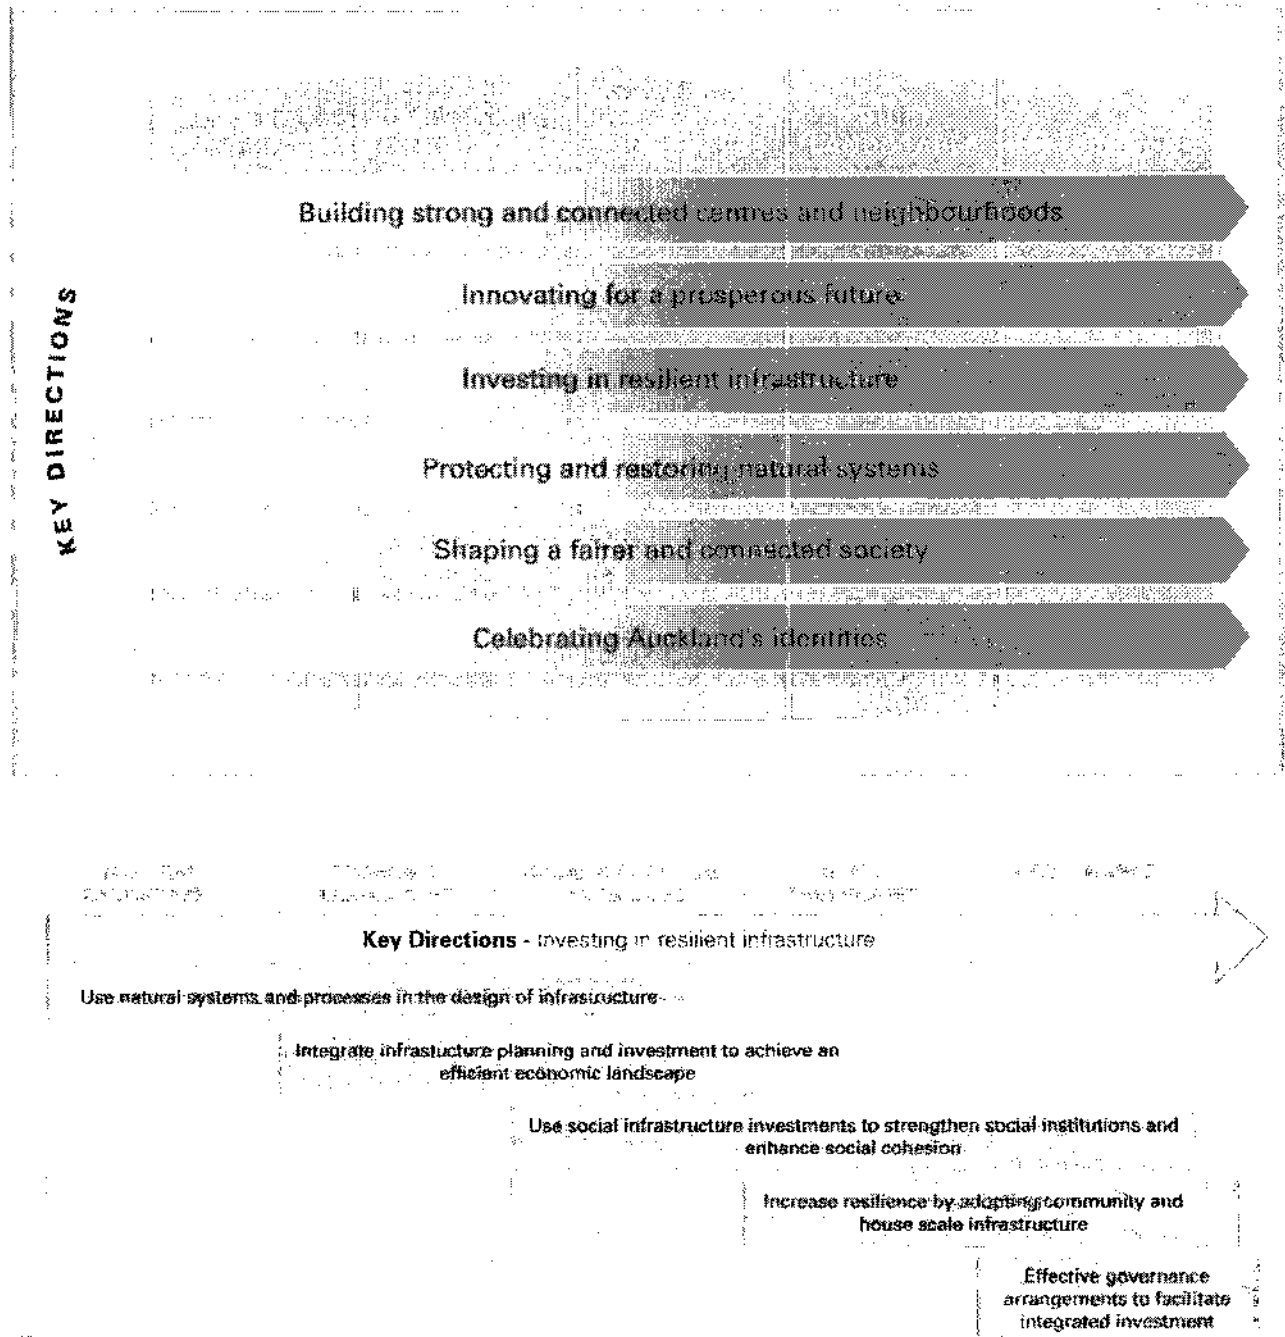 KEY DIRECTIONS
Building strong and connected centres and neighbourhoods
Innovating for a prosperous future
Investing in resilient infrastructure
Protecting and restoring natural systems
Shaping a fairer and connected society
Celebrating Auckland's identities
Key Directions - Investing in resilient infrastructure
Use natural systems and processes in the design of infrastructure
Integrate infrastucture planning and investment to achieve an
efficient economic landscape
Use social infrastructure investments to strengthen social institutions and
enhance social cohesion
Increase resilience by adopting community and
house scale infrastructure
Effective governance
arrangements to facilitate
integrated investment